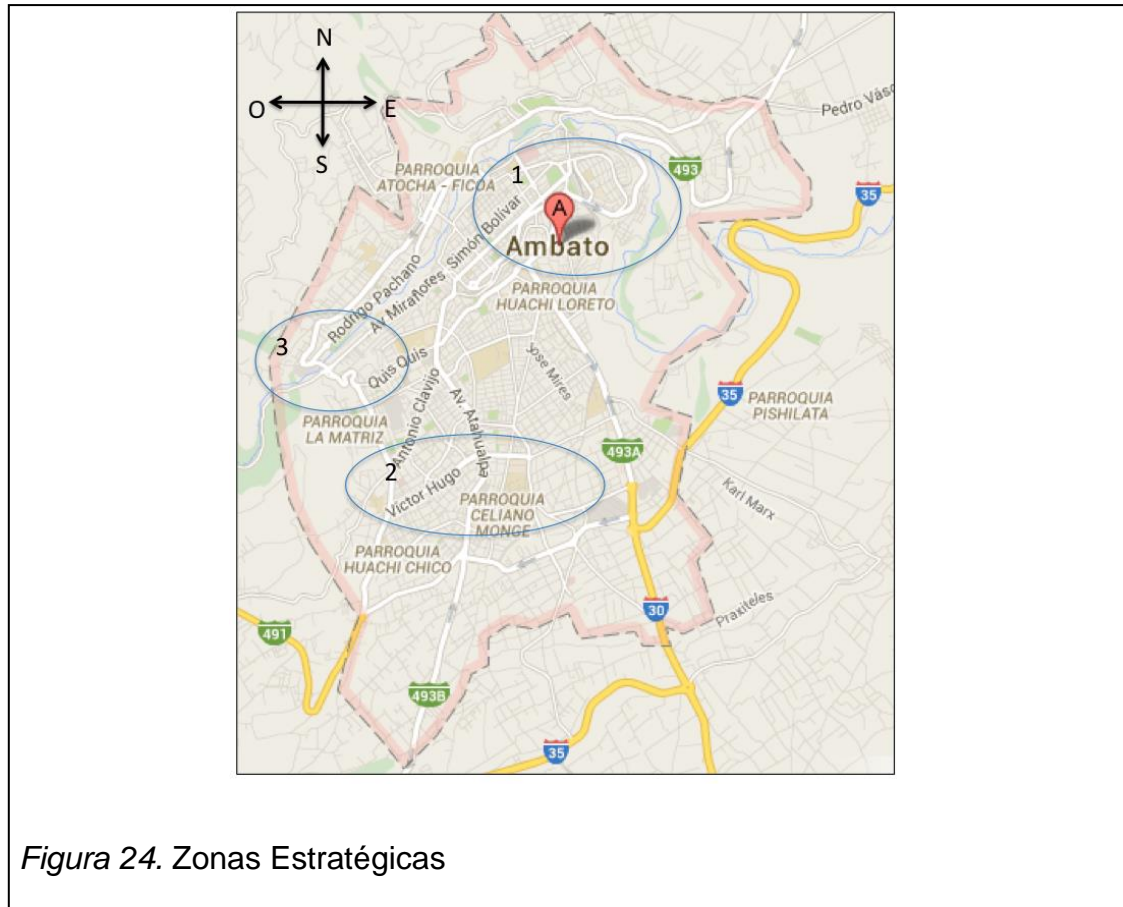 N
O E
S
Pedro Vásc
PARROQUIA
ATOCHA - FICOA
1
493
35
A
Ambato
Rodrigo Pachano
Av Miraflores
Simón Bolívar
PARROQUIA
HUACHI LORETO
3
Quis Quis
Jose Mires
35
PARROQUIA
PISHILATA
PARROQUIA
LA MATRIZ
Antonio Clavijo
Av. Atahualpa
493A
2
Victor Hugo
PARROQUIA
CELIANO
MONGE
Karl Marx
PARROQUIA
HUACHI CHICO
Praxiteles
30
491
493B
35
Figura 24. Zonas Estratégicas